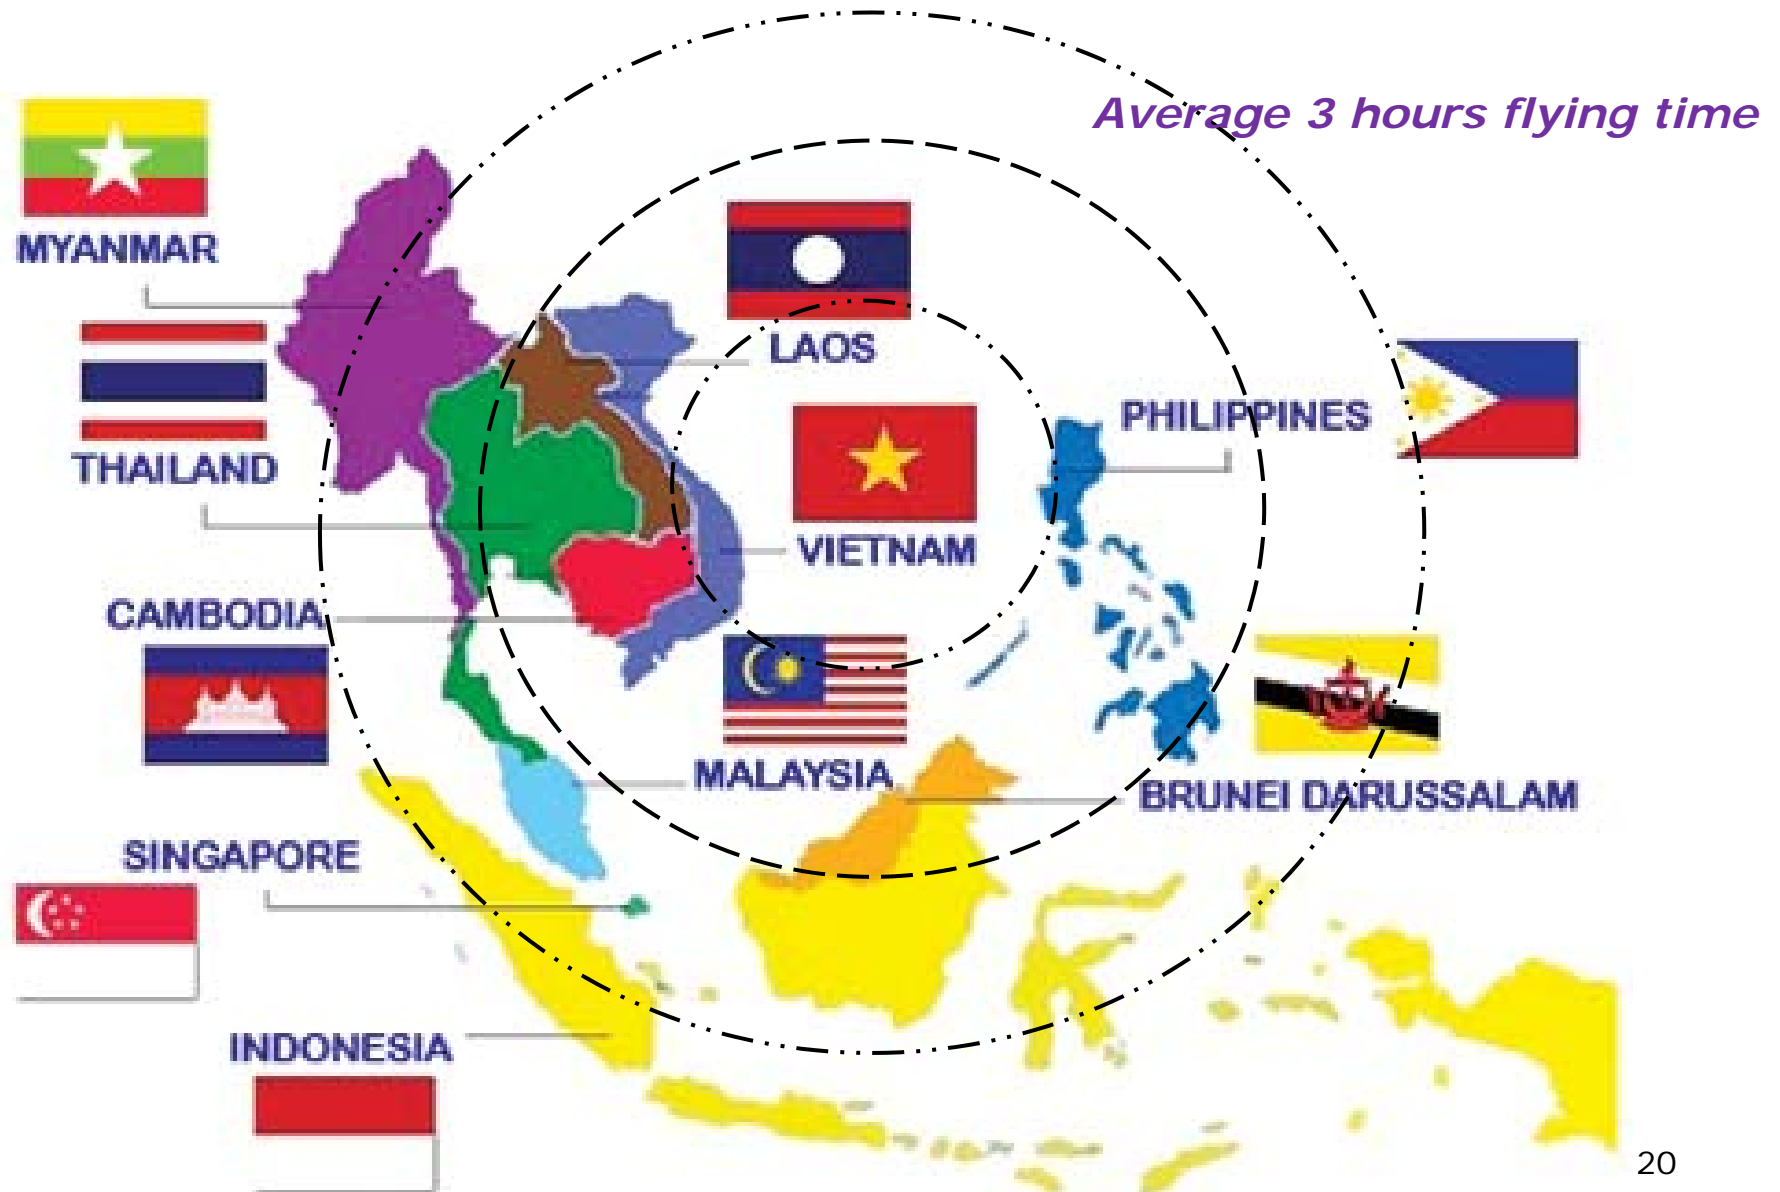 Average 3 hours flying time
MYANMAR
LAOS
PHILIPPINES
THAILAND
VIETNAM
CAMBODIA
MALAYSIA
BRUNEI DARUSSALAM
SINGAPORE
INDONESIA
20